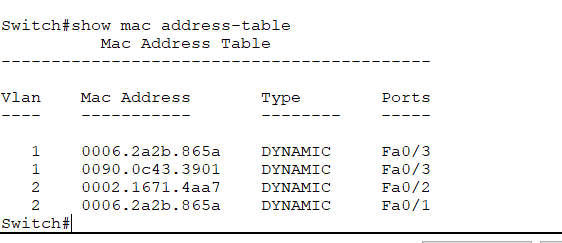 Switch#show mac address-table
Mac Address Table
-------------------------------------------
Vlan    Mac Address       Type        Ports
----    -----------       --------    -----
1    0006.2a2b.865a    DYNAMIC     Fa0/3
1    0090.0c43.3901    DYNAMIC     Fa0/3
2    0002.1671.4aa7    DYNAMIC     Fa0/2
2    0006.2a2b.865a    DYNAMIC     Fa0/1
Switch#